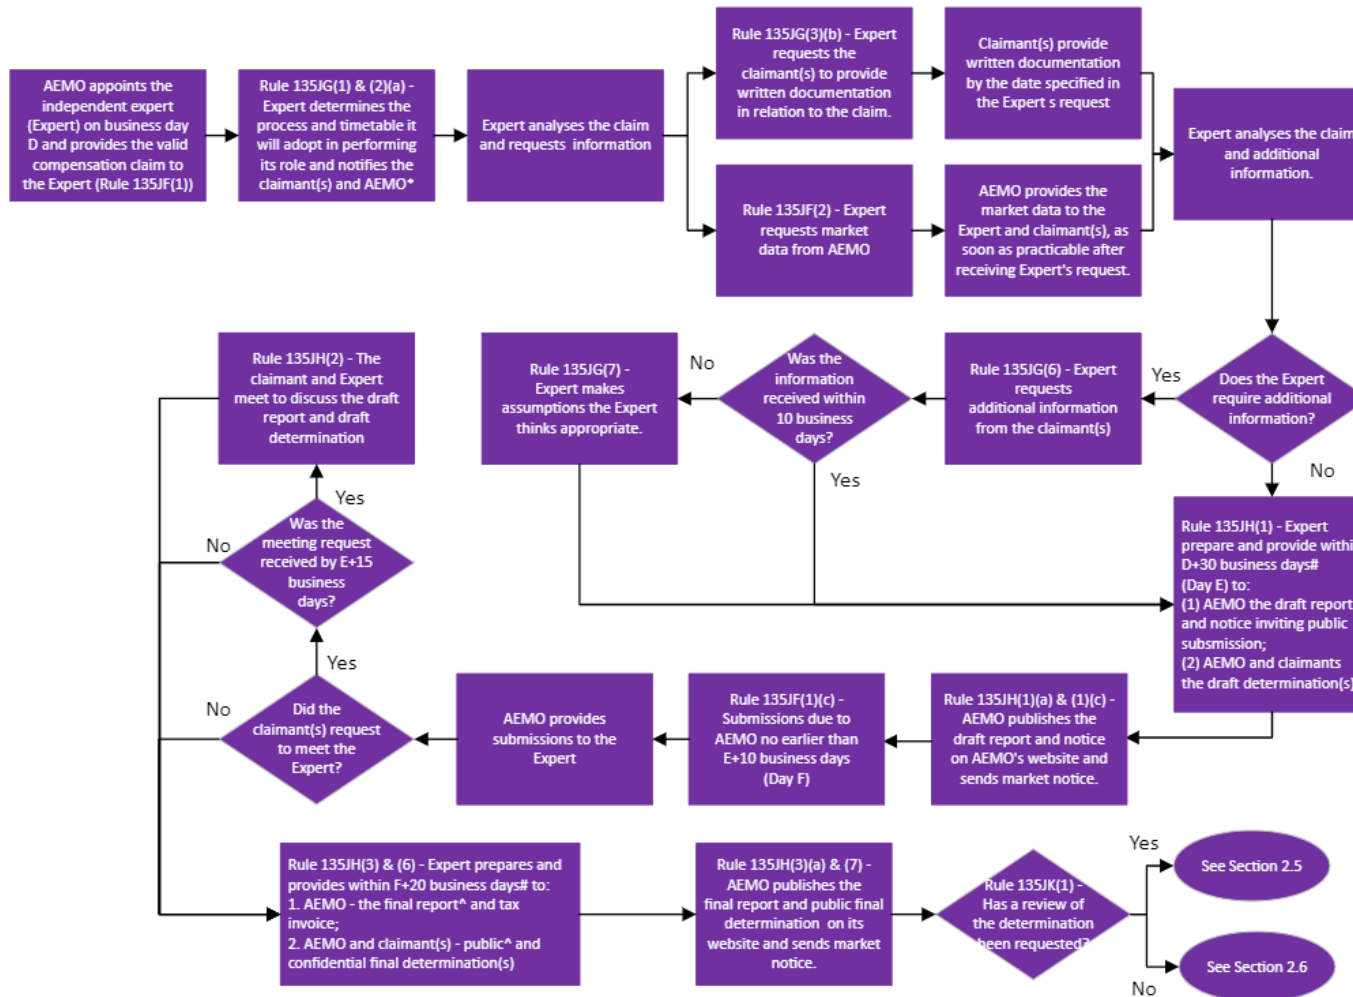 AEMO appoints the
independent expert
(Expert) on business day
D and provides the valid
compensation claim to
the Expert (Rule 135JF(1))
Rule 135JG(1) & (2)(a) -
Expert determines the
process and timetable it
will adopt in performing
its role and notifies the
claimant(s) and AEMO*
Expert analyses the claim
and requests information
Rule 135JG(3)(b) - Expert
requests the
claimant(s) to provide
written documentation
in relation to the claim.
Claimant(s) provide
written documentation
by the date specified in
the Expert s request
Rule 135JF(2) - Expert
requests market
data from AEMO
AEMO provides the
market data to the
Expert and claimant(s), as
soon as practicable after
receiving Expert's request.
Expert analyses the claim
and additional
information.
Does the Expert
require additional
information?
Yes
No
Rule 135JG(6) - Expert
requests
additional information
from the claimant(s)
Was the
information
received within
10 business
days?
No
Yes
Rule 135JG(7) -
Expert makes
assumptions the Expert
thinks appropriate.
Rule 135JH(1) - Expert
prepare and provide withi
D+30 business days#
(Day E) to:
(1) AEMO the draft report
and notice inviting public
subsmission;
(2) AEMO and claimants
the draft determination(s)
Rule 135JH(1)(a) & (1)(c) -
AEMO publishes the
draft report and notice
on AEMO's website and
sends market notice.
Rule 135JF(1)(c) -
Submissions due to
AEMO no earlier than
E+10 business days
(Day F)
AEMO provides
submissions to the
Expert
Did the
claimant(s) request
to meet the
Expert?
No
Yes
Was the
meeting request
received by E+15
business
days?
No
Yes
Rule 135JH(2) - The
claimant and Expert
meet to discuss the draft
report and draft
determination
Rule 135JH(3) & (6) - Expert prepares and
provides within F+20 business days# to:
1. AEMO - the final report^ and tax
invoice;
2. AEMO and claimant(s) - public^ and
confidential final determination(s)
Rule 135JH(3)(a) & (7) -
AEMO publishes the
final report and public final
determination on its
website and sends market
notice.
Rule 135JK(1) -
Has a review of
the determination
been requested?
Yes
See Section 2.5
No
See Section 2.6